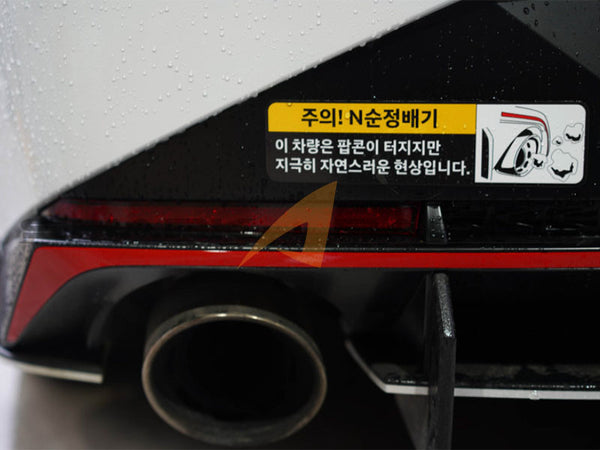 주의! N순정배기
이 차량은 팝콘이 터지지만
지극히 자연스러운 현상입니다.